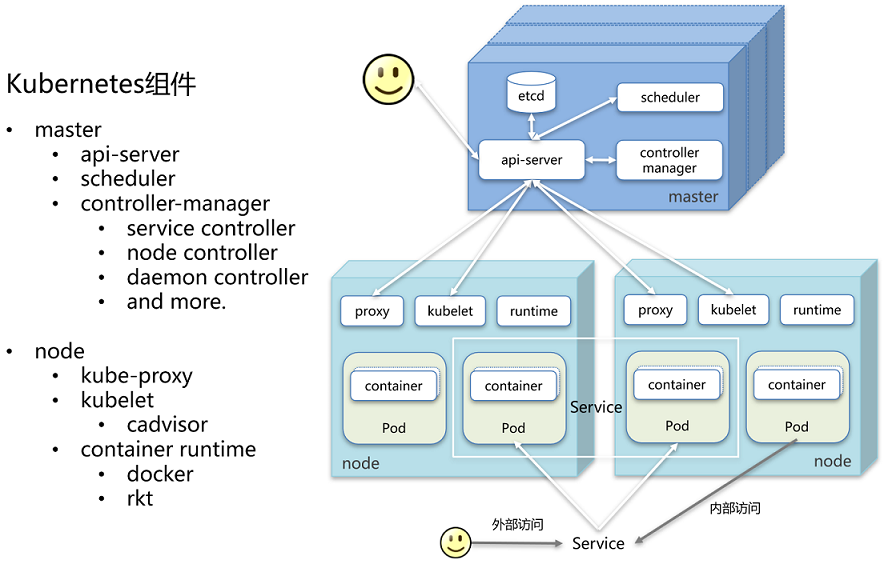 Kubernetes组件
• master
• api-server
• scheduler
• controller-manager
• service controller
• node controller
• daemon controller
• and more.
• node
• kube-proxy
• kubelet
• cadvisor
• container runtime
• docker
• rkt
etcd
scheduler
api-server
controller
manager
master
proxy
kubelet
runtime
container
Pod
container
Pod
node
Service
proxy
kubelet
runtime
container
Pod
container
Pod
node
外部访问
内部访问
Service